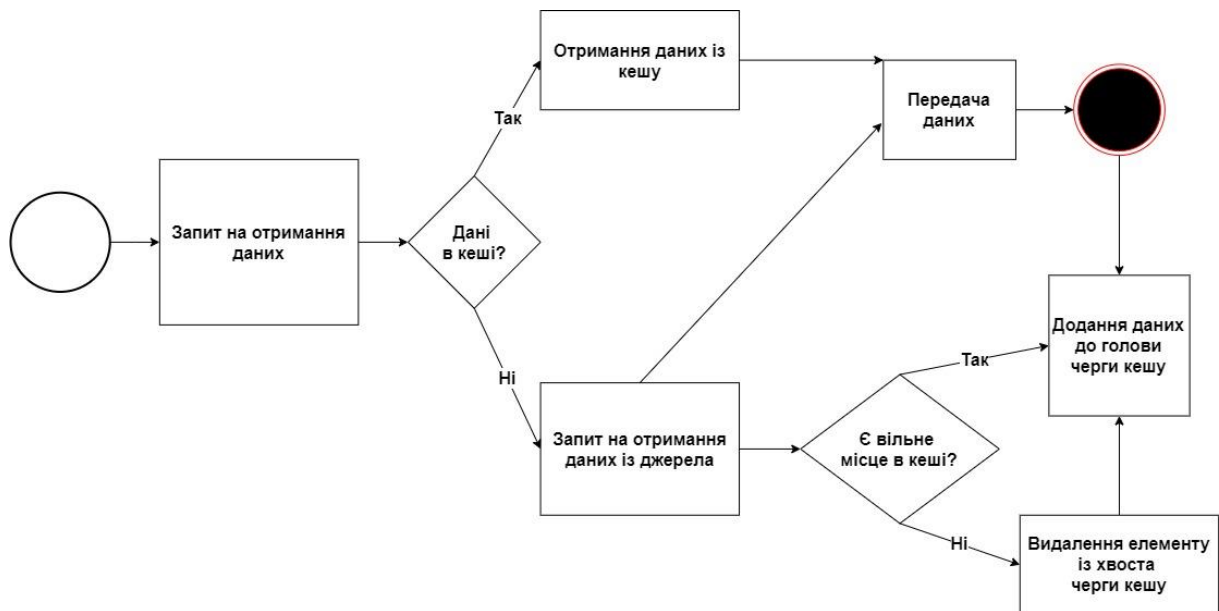 Отримання даних із
кешу
Передача
даних
Так
Запит на отримання
даних
Дані
в кеші?
Додання даних
до голови
черги кешу
Так
Ні
Запит на отримання
даних із джерела
Є вільне
місце в кеші?
Ні
Видалення елементу
із хвоста
черги кешу